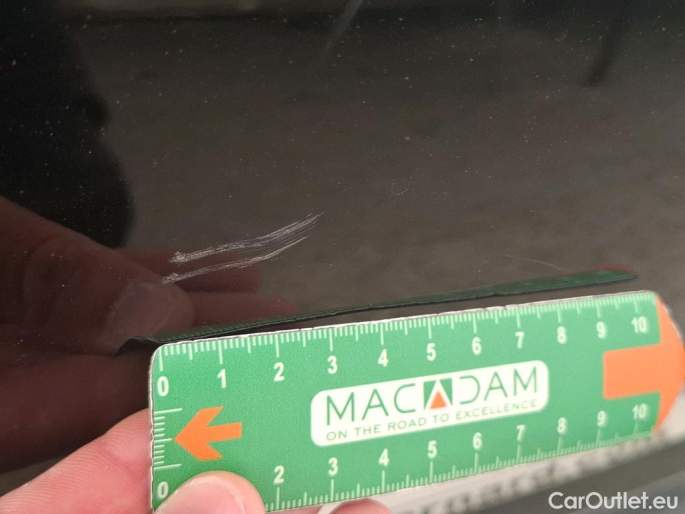 0 1 2 3 4 5 6 7 8 9 10
MACADAM
ON THE ROAD TO EXCELLENCE
0 2 3 4 5 6 7 8 9 10
CarOutlet.eu